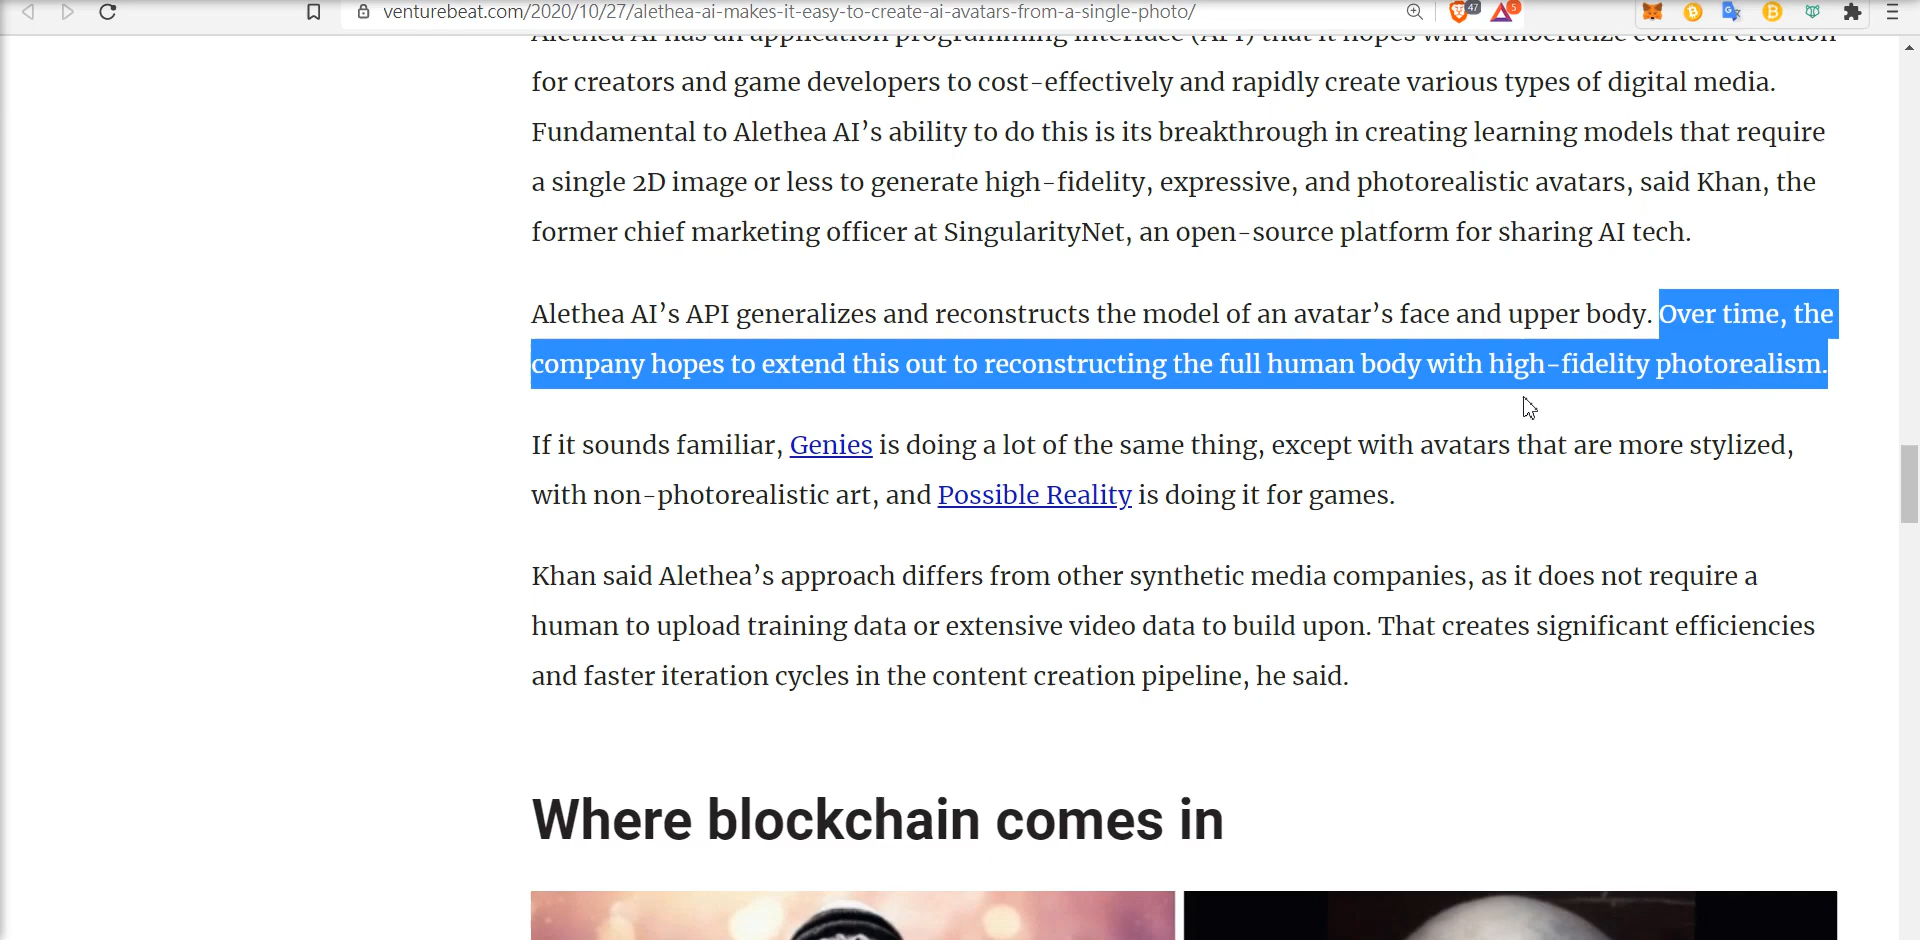 venturebeat.com/2020/10/27/alethea-ai-makes-it-easy-to-create-ai-avatars-from-a-single-photo/
47
5
Alethea AI has an application programming interface (API) that it hopes will democratize content creation
for creators and game developers to cost-effectively and rapidly create various types of digital media.
Fundamental to Alethea AI’s ability to do this is its breakthrough in creating learning models that require
a single 2D image or less to generate high-fidelity, expressive, and photorealistic avatars, said Khan, the
former chief marketing officer at SingularityNet, an open-source platform for sharing AI tech.
Alethea AI’s API generalizes and reconstructs the model of an avatar’s face and upper body. Over time, the
company hopes to extend this out to reconstructing the full human body with high-fidelity photorealism.
If it sounds familiar, Genies is doing a lot of the same thing, except with avatars that are more stylized,
with non-photorealistic art, and Possible Reality is doing it for games.
Khan said Alethea’s approach differs from other synthetic media companies, as it does not require a
human to upload training data or extensive video data to build upon. That creates significant efficiencies
and faster iteration cycles in the content creation pipeline, he said.
Where blockchain comes in